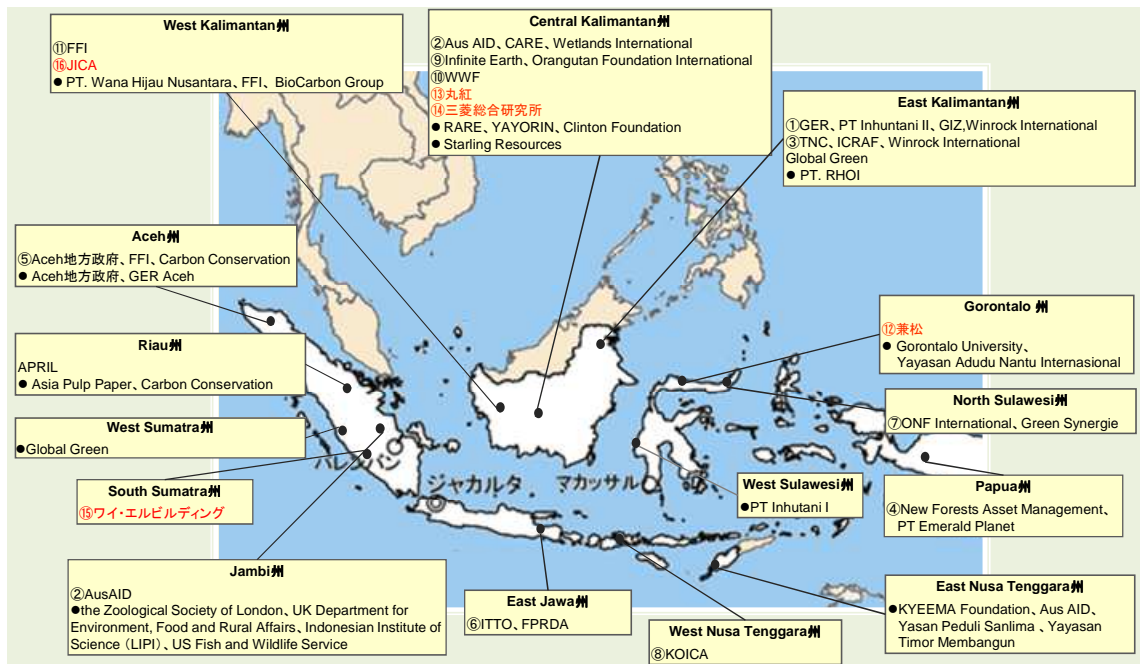 West Kalimantan州
⑪FFI
⑯JICA
● PT. Wana Hijau Nusantara、FFI、BioCarbon Group
Central Kalimantan州
②Aus AID、CARE、Wetlands International
⑨Infinite Earth、Orangutan Foundation International
⑩WWF
⑬丸紅
⑭三菱総合研究所
● RARE、YAYORIN、Clinton Foundation
● Starling Resources
East Kalimantan州
①GER、PT Inhuntani II、GIZ,Winrock International
③TNC、ICRAF、Winrock International
Global Green
● PT. RHOI
Aceh州
⑤Aceh地方政府、FFI、Carbon Conservation
● Aceh地方政府、GER Aceh
Riau州
APRIL
● Asia Pulp Paper、Carbon Conservation
West Sumatra州
●Global Green
South Sumatra州
⑮ワイ・エルビルディング
Jambi州
②AusAID
●the Zoological Society of London、UK Department for
Environment, Food and Rural Affairs、Indonesian Institute of
Science (LIPI)、US Fish and Wildlife Service
パレンバン
ジャカルタ
マカッサル
Gorontalo 州
⑫兼松
● Gorontalo University、
Yayasan Adudu Nantu Internasional
North Sulawesi州
⑦ONF International、Green Synergie
West Sulawesi州
●PT Inhutani I
Papua州
④New Forests Asset Management、
PT Emerald Planet
East Jawa州
⑥ITTO、FPRDA
West Nusa Tenggara州
⑧KOICA
East Nusa Tenggara州
●KYEEMA Foundation、Aus AID、
Yasan Peduli Sanlima 、Yayasan
Timor Membangun